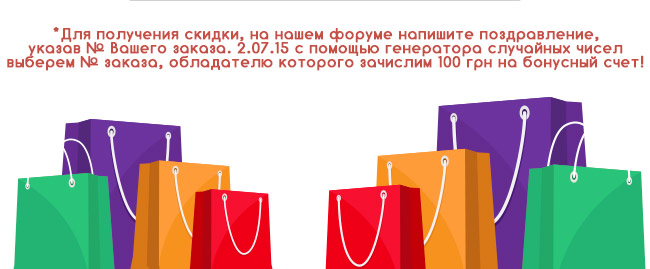 *Для получения скидки, на нашем форуме напишите поздравление,
указав № Вашего заказа. 2.07.15 с помощью генератора случайных чисел
выберем № заказа, обладателю которого зачислим 100 грн на бонусный счет!